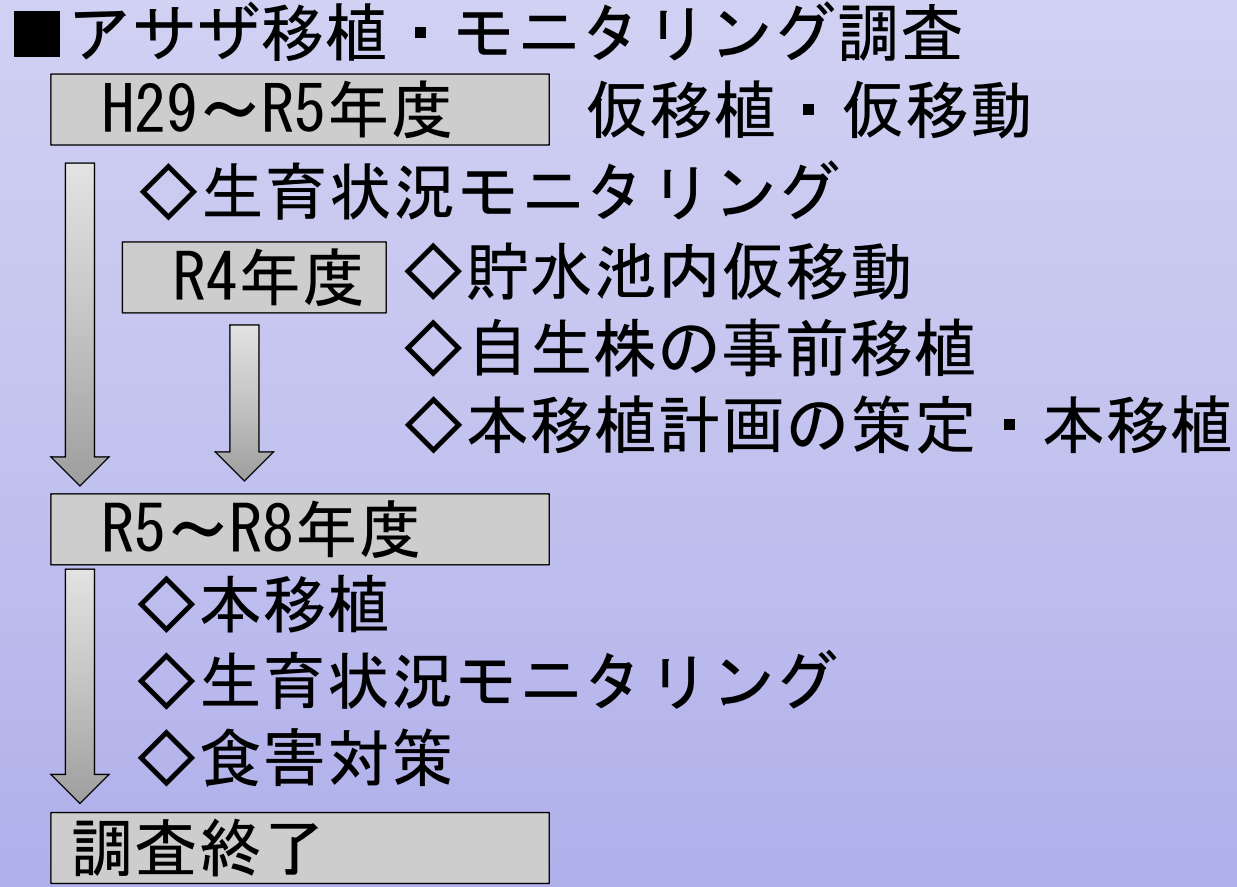 ■アサザ移植・モニタリング調査
H29～R5年度 仮移植・仮移動
◇生育状況モニタリング
R4年度 ◇貯水池内仮移動
◇自生株の事前移植
◇本移植計画の策定・本移植
R5～R8年度
◇本移植
◇生育状況モニタリング
◇食害対策
調査終了